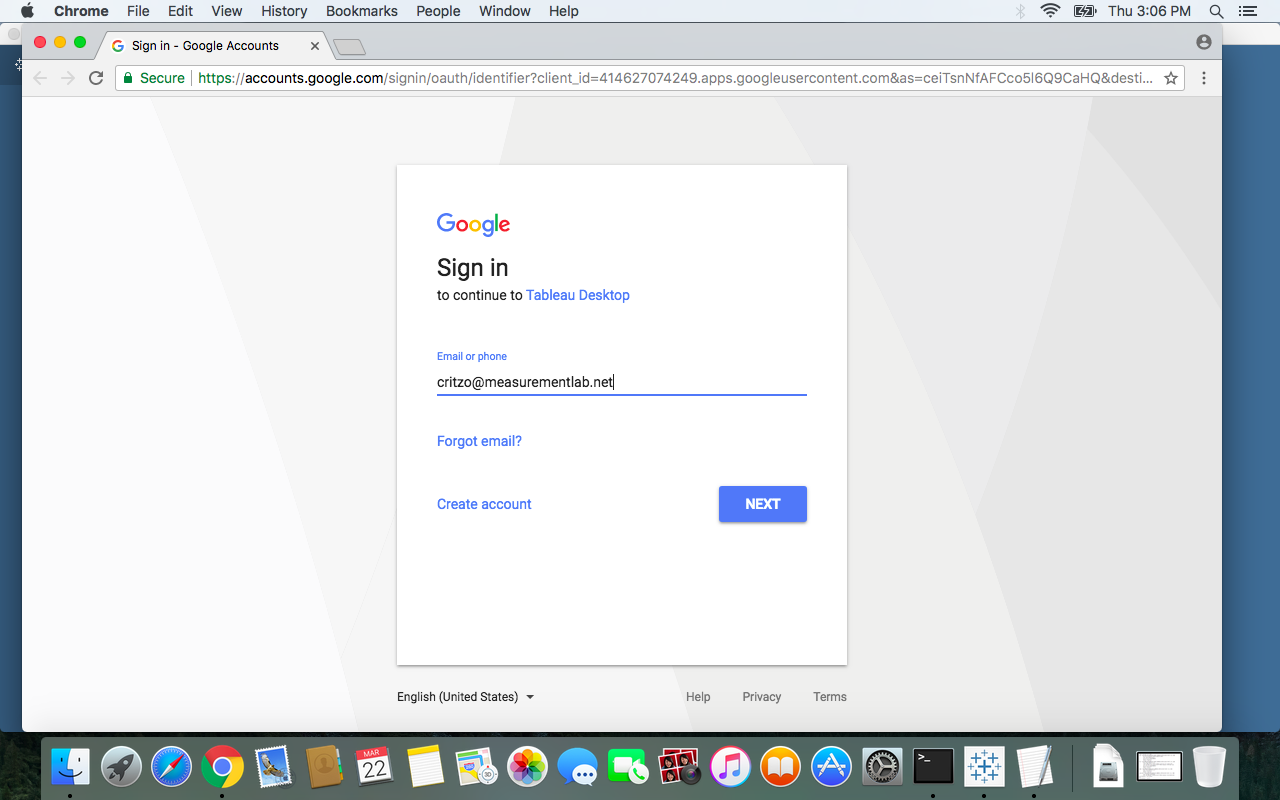 Chrome File Edit View History Bookmarks People Window Help Thu 3:06 PM
Sign in - Google Accounts
Secure https://accounts.google.com/signin/oauth/identifier?client_id=414627074249.apps.googleusercontent.com&as=ceiTsnNfAFCco5l6Q9CaHQ&desti...
Google
Sign in
to continue to Tableau Desktop
Email or phone
critzo@measurementlab.net
Forgot email?
Create account NEXT
English (United States) Help Privacy Terms
MAR
22